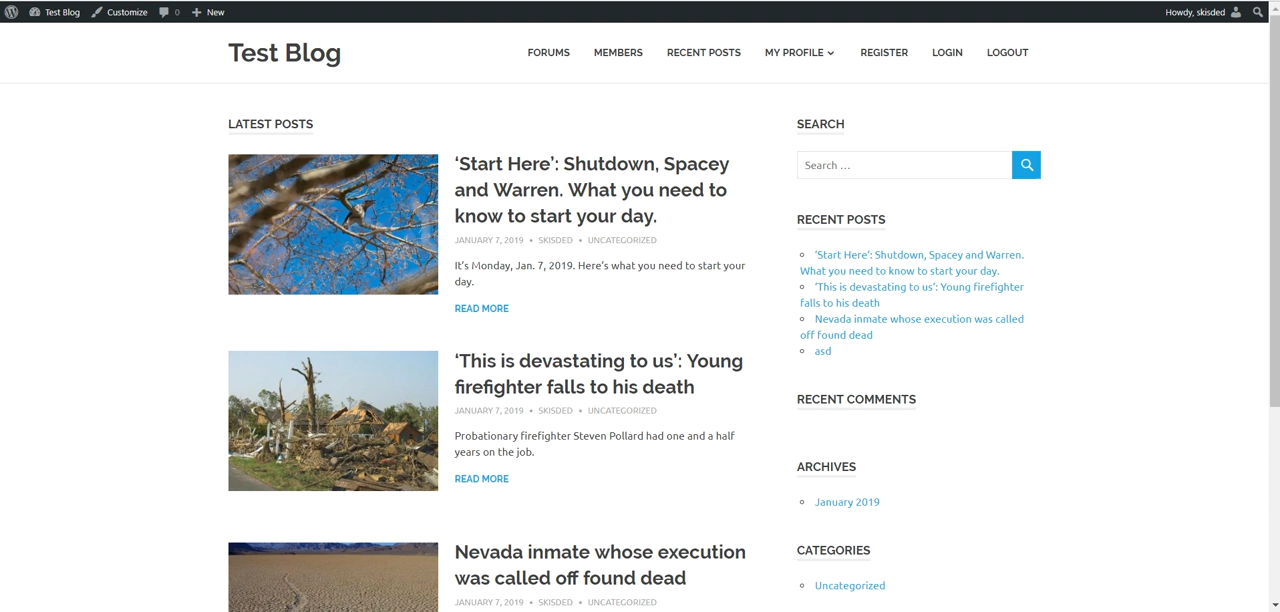 Test Blog
Customize
0
New
Howdy, skisded
Test Blog
FORUMS
MEMBERS
RECENT POSTS
MY PROFILE
REGISTER
LOGIN
LOGOUT
LATEST POSTS
‘Start Here’: Shutdown, Spacey
and Warren. What you need to
know to start your day.
JANUARY 7, 2019 • SKISDED • UNCATEGORIZED
It’s Monday, Jan. 7, 2019. Here’s what you need to start your
day.
READ MORE
‘This is devastating to us’: Young
firefighter falls to his death
JANUARY 7, 2019 • SKISDED • UNCATEGORIZED
Probationary firefighter Steven Pollard had one and a half
years on the job.
READ MORE
Nevada inmate whose execution
was called off found dead
JANUARY 7, 2019 • SKISDED • UNCATEGORIZED
SEARCH
Search …
RECENT POSTS
‘Start Here’: Shutdown, Spacey and Warren.
What you need to know to start your day.
‘This is devastating to us’: Young firefighter
falls to his death
Nevada inmate whose execution was called
off found dead
asd
RECENT COMMENTS
ARCHIVES
January 2019
CATEGORIES
Uncategorized